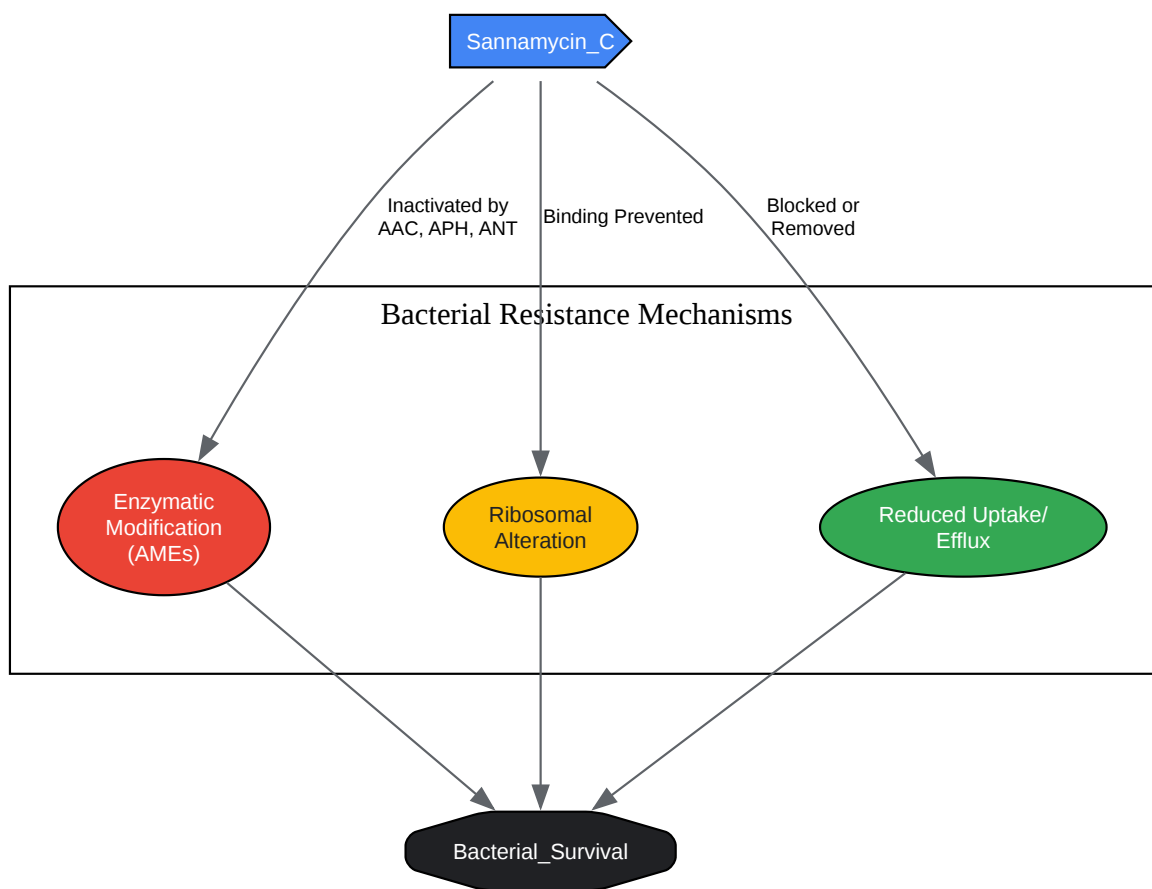 Sannamycin_C
Inactivated by
AAC, APH, ANT
Binding Prevented
Blocked or
Removed
Bacterial Resistance Mechanisms
Enzymatic
Modification
(AMEs)
Ribosomal
Alteration
Reduced Uptake/
Efflux
Bacterial_Survival